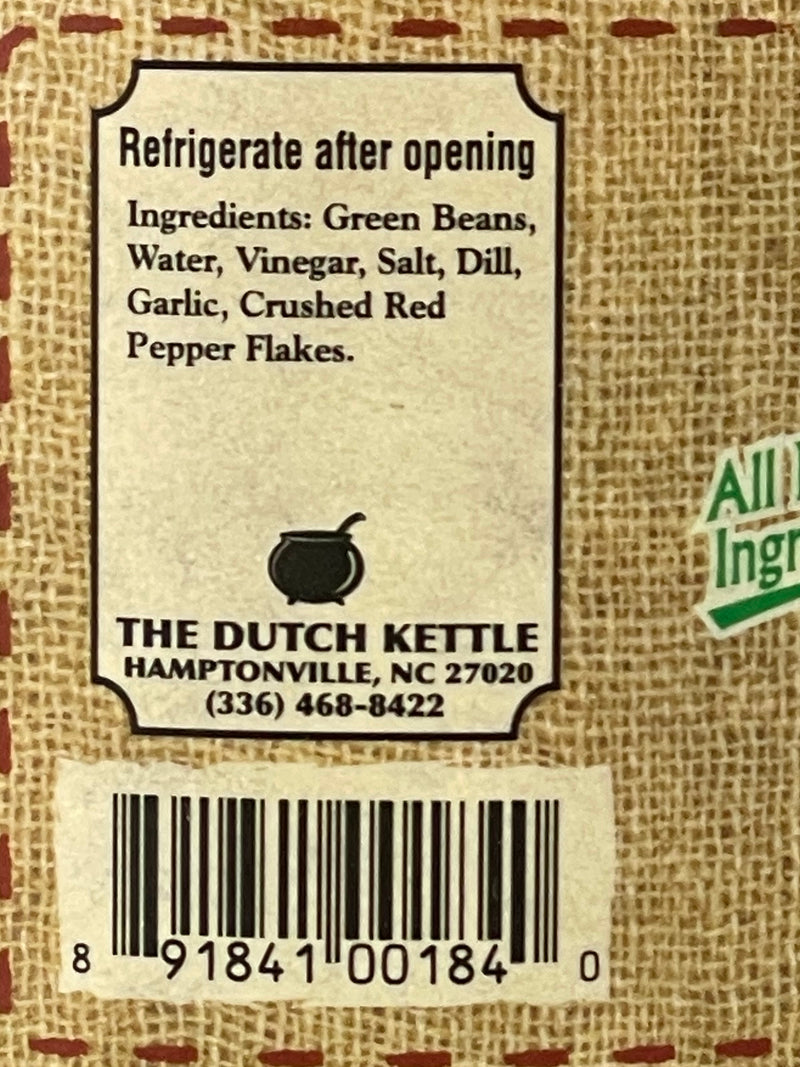 Refrigerate after opening
Ingredients: Green Beans,
Water, Vinegar, Salt, Dill,
Garlic, Crushed Red
Pepper Flakes.
All
THE DUTCH KETTLE
HAMPTONVILLE, NC 27020
(336) 468-8422
8 91841 00184 0